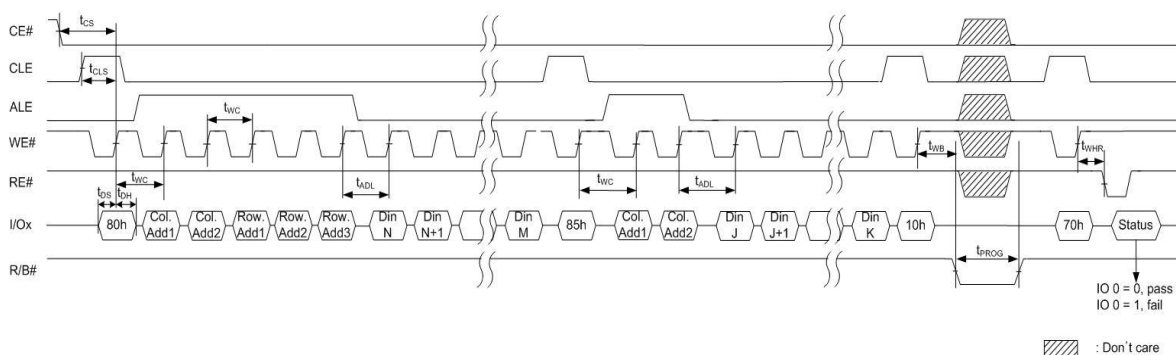 CE#
tCS
CLE
tCLS
ALE
tWC
WE#
tWB
tWHR
RE#
tDS
tDH
tWC
tADL
tWC
tADL
I/Ox
80h
Col. Add1
Col. Add2
Row. Add1
Row. Add2
Row. Add3
Din N
Din N+1
Din M
85h
Col. Add1
Col. Add2
Din J
Din J+1
Din K
10h
70h
Status
R/B#
tPROG
IO 0 = 0, pass
IO 0 = 1, fail
: Don`t care